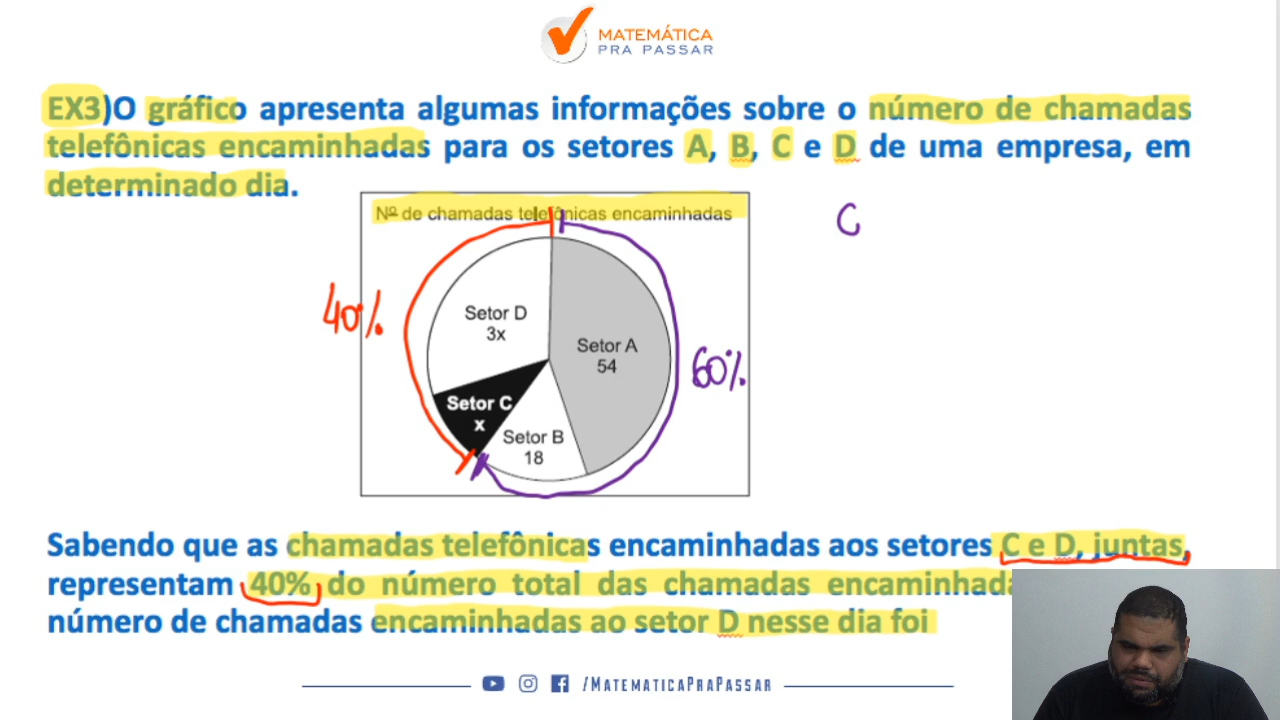 MATEMÁTICA
PRA PASSAR
EX3)O gráfico apresenta algumas informações sobre o número de chamadas
telefônicas encaminhadas para os setores A, B, C e D de uma empresa, em
determinado dia.
Nº de chamadas telefônicas encaminhadas
C
40%
Setor D
3x
Setor A
54
60%
Setor C
x
Setor B
18
Sabendo que as chamadas telefônicas encaminhadas aos setores C e D, juntas,
representam 40% do número total das chamadas
número de chamadas encaminhadas ao setor D nesse dia foi
/MATEMATICAPRAPASSAR